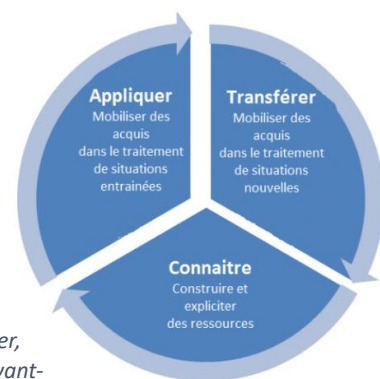 Appliquer
Mobiliser des
acquis
dans le traitement
de situations
entrainées
Transférer
Mobiliser des
acquis
dans le traitement
de situations
nouvelles
Connaitre
Construire et
expliciter
des ressources